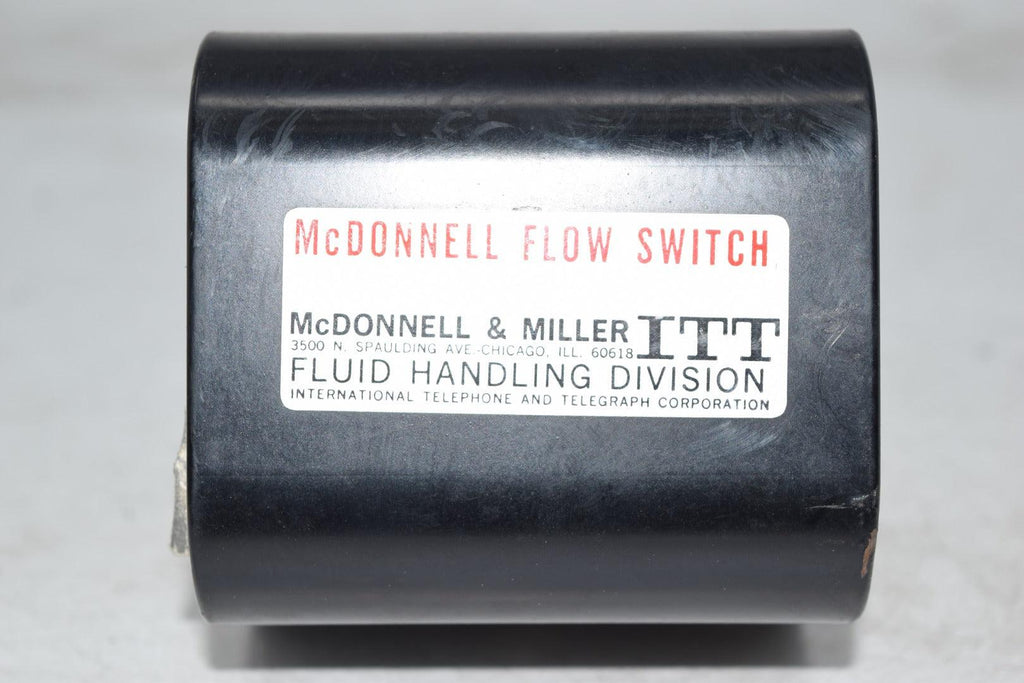 McDONNELL FLOW SWITCH
McDONNELL & MILLER ITT
3500 N. SPAULDING AVE.-CHICAGO, ILL. 60618
FLUID HANDLING DIVISION
INTERNATIONAL TELEPHONE AND TELEGRAPH CORPORATION